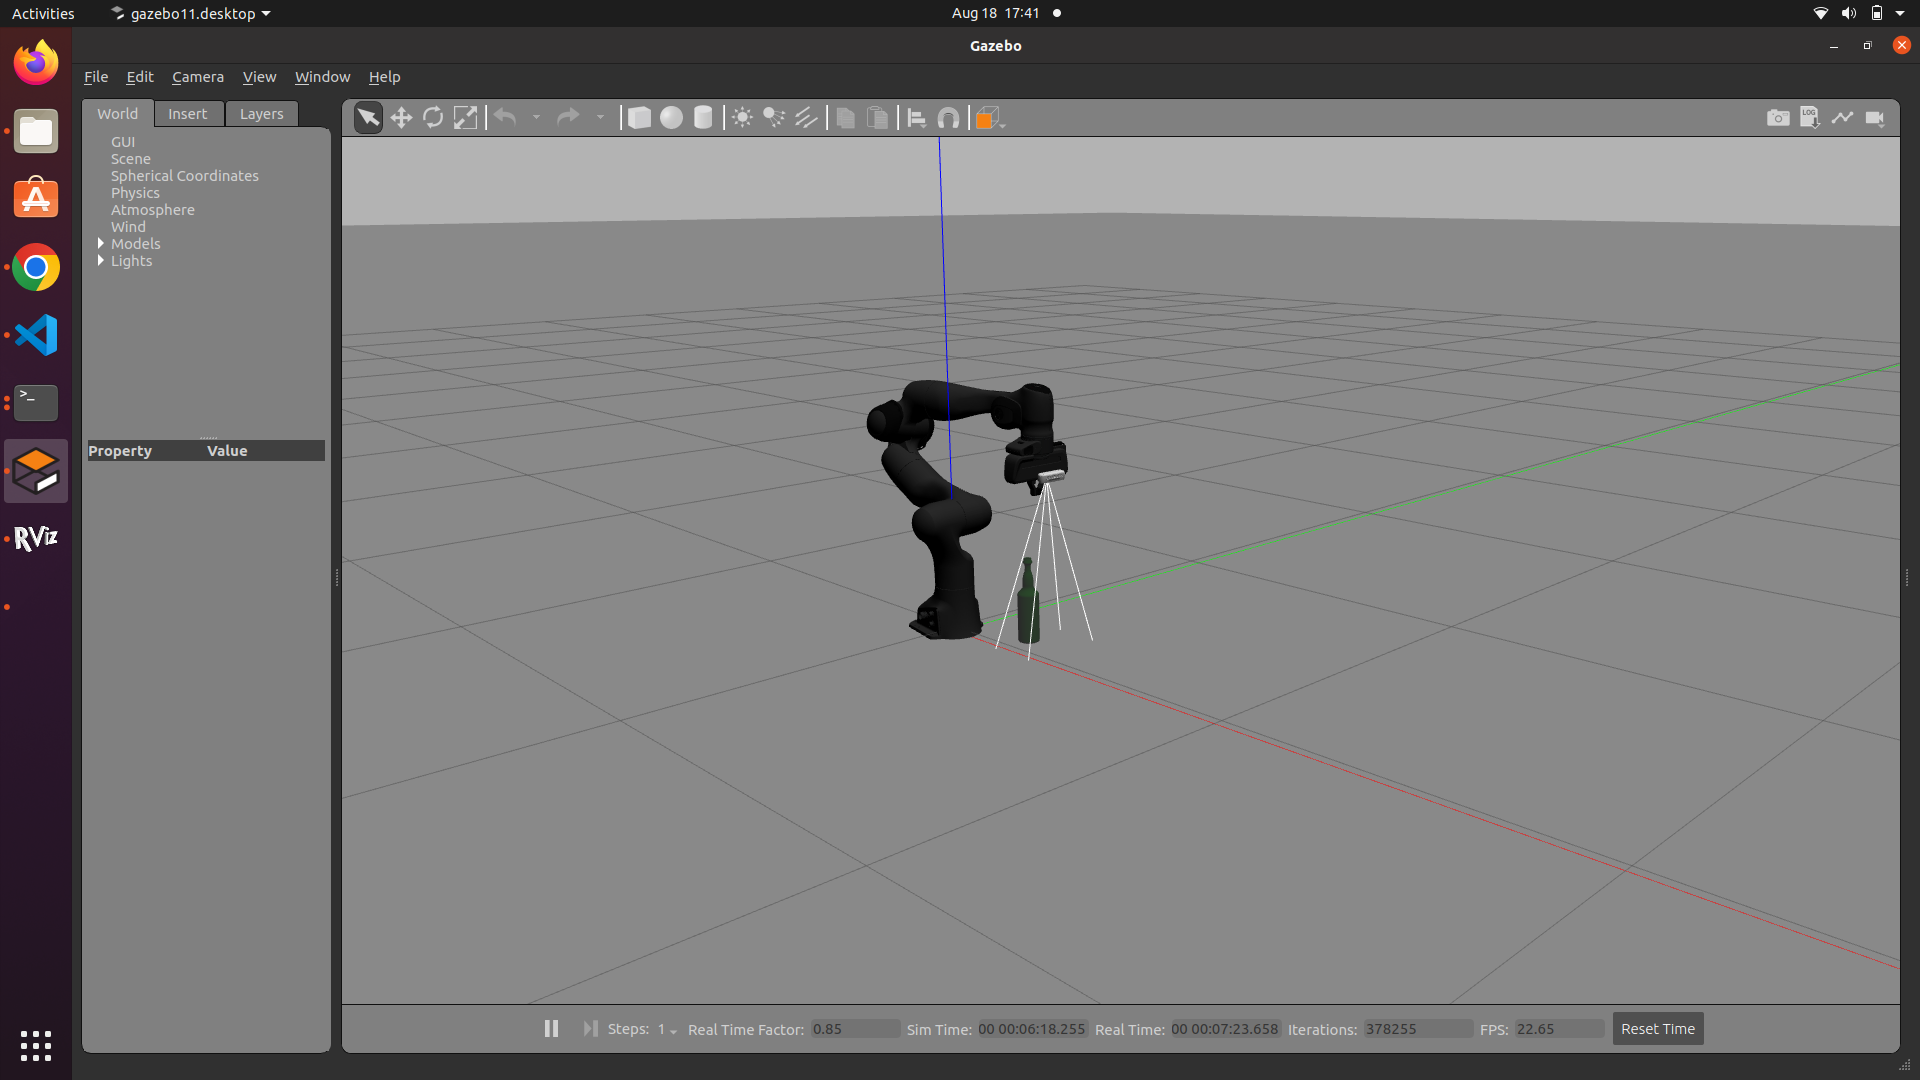 Activities gazebo11.desktop Aug 18 17:41
Gazebo
File Edit Camera View Window Help
World Insert Layers
LOG
GUI
Scene
Spherical Coordinates
Physics
Atmosphere
Wind
Models
Lights
>_
Property Value
RViz
Steps: 1 Real Time Factor: 0.85 Sim Time: 00 00:06:18.255 Real Time: 00 00:07:23.658 Iterations: 378255 FPS: 22.65 Reset Time